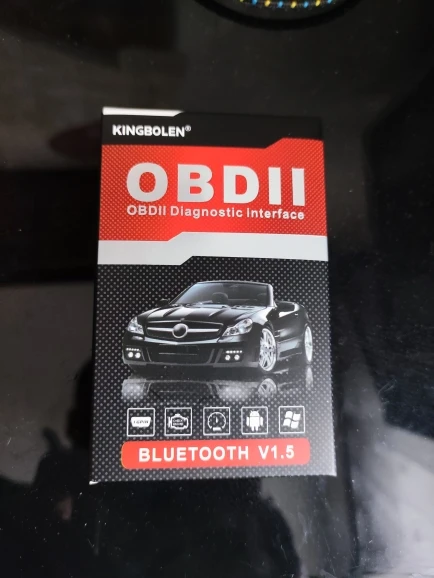 KINGBOLEN®
OBDII
OBDII Diagnostic Interface
BLUETOOTH V1.5